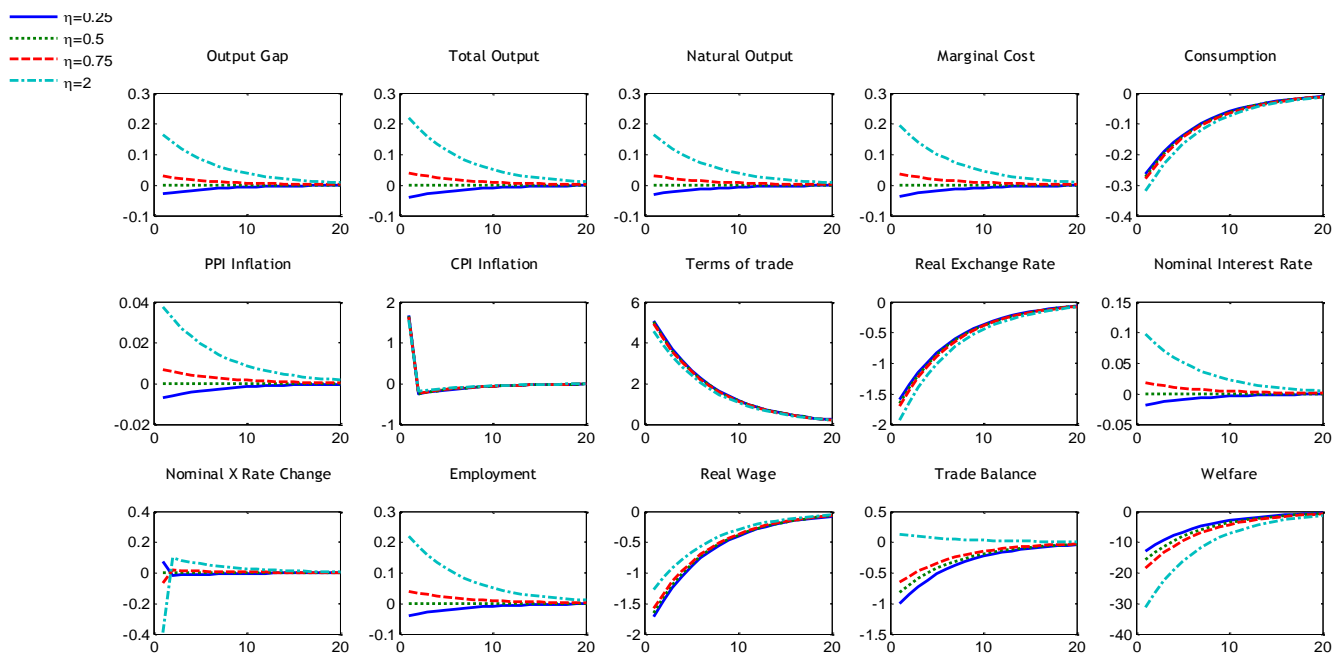 η=0.25
η=0.5
η=0.75
η=2
Output Gap Total Output Natural Output Marginal Cost Consumption
0.3 0.3 0.3 0.3 0
0.2 0.2 0.2 0.2 -0.1
0.1 0.1 0.1 0.1 -0.2
0 0 0 0 -0.3
-0.1 -0.1 -0.1 -0.1 -0.4
0 10 20 0 10 20 0 10 20 0 10 20 0 10 20
PPI Inflation CPI Inflation Terms of trade Real Exchange Rate Nominal Interest Rate
0.04 2 6 0 0.15
0.02 1 4 -0.5 0.1
0 0 2 -1 0.05
-0.02 -1 0 -1.5 0
-2 -0.05
0 10 20 0 10 20 0 10 20 0 10 20 0 10 20
Nominal X Rate Change Employment Real Wage Trade Balance Welfare
0.4 0.3 0 0.5 0
0.2 0.2 -0.5 0 -10
0 0.1 -1 -0.5 -20
-0.2 0 -1.5 -1 -30
-0.4 -0.1 -2 -1.5 -40
0 10 20 0 10 20 0 10 20 0 10 20 0 10 20